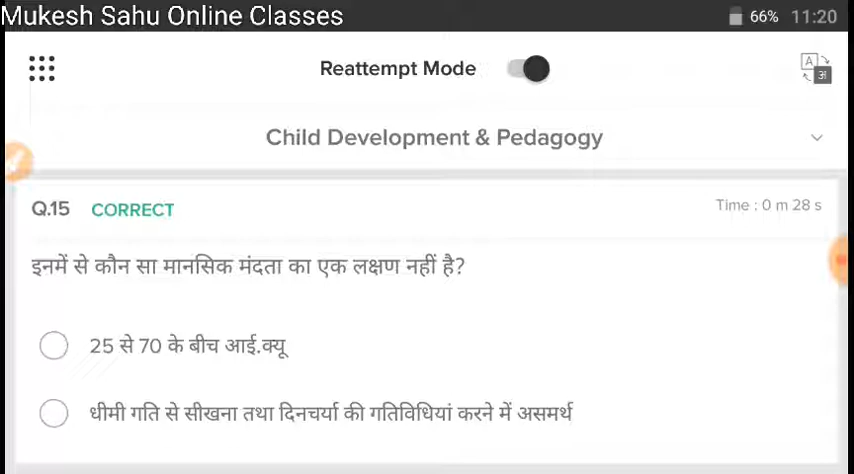 Mukesh Sahu Online Classes
66% 11:20
Reattempt Mode
A अ
Child Development & Pedagogy
Q.15 CORRECT
Time : 0 m 28 s
इनमें से कौन सा मानसिक मंदता का एक लक्षण नहीं है?
25 से 70 के बीच आई.क्यू
धीमी गति से सीखना तथा दिनचर्या की गतिविधियां करने में असमर्थ